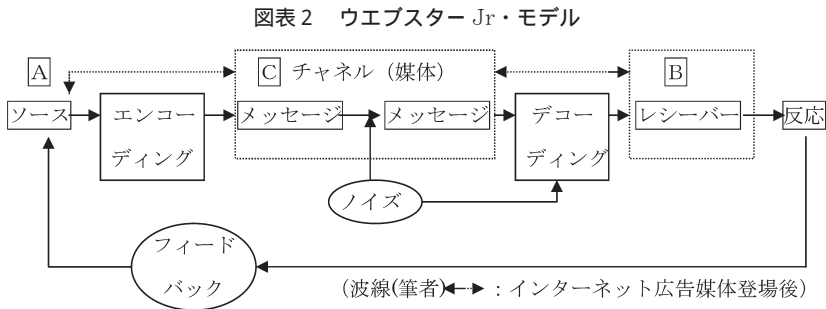 図表2　ウエブスター Jr・モデル
A
C チャネル（媒体）
B
ソース
エンコー
ディング
メッセージ
メッセージ
デコー
ディング
レシーバー
反応
ノイズ
フィード
バック
（波線(筆者)◀┈▶：インターネット広告媒体登場後）